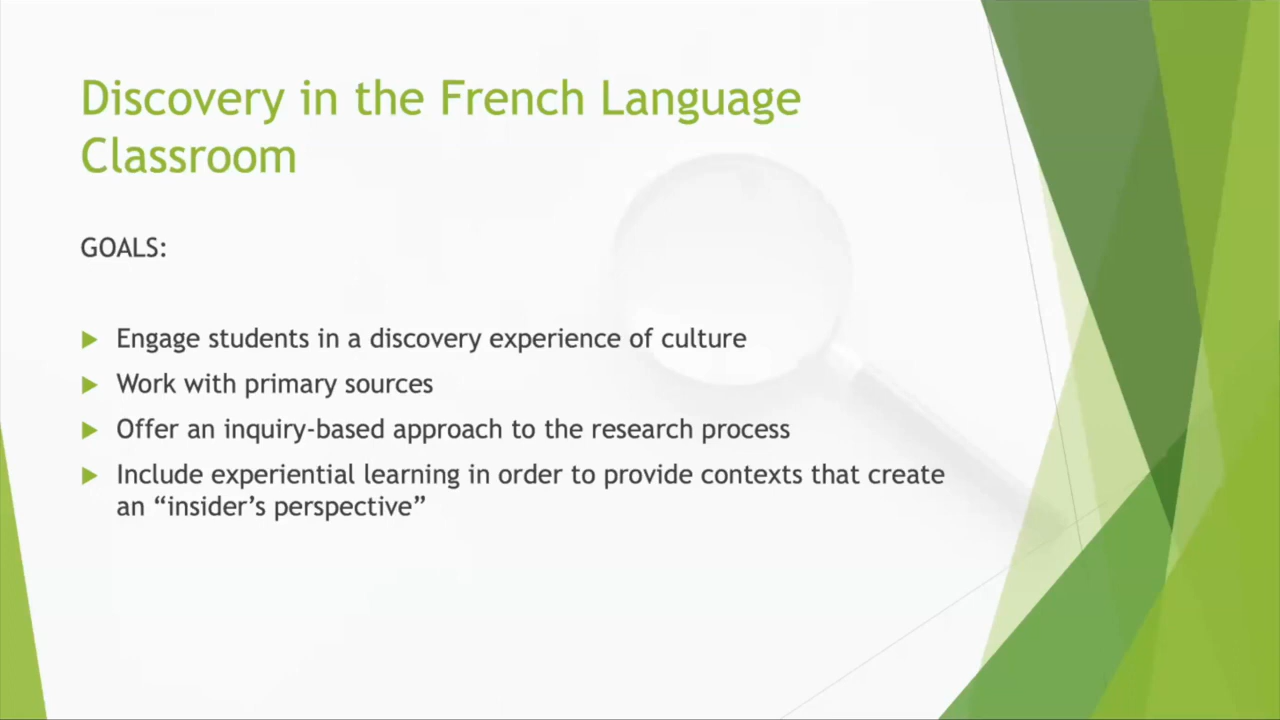 Discovery in the French Language
Classroom
GOALS:
Engage students in a discovery experience of culture
Work with primary sources
Offer an inquiry-based approach to the research process
Include experiential learning in order to provide contexts that create
an “insider’s perspective”